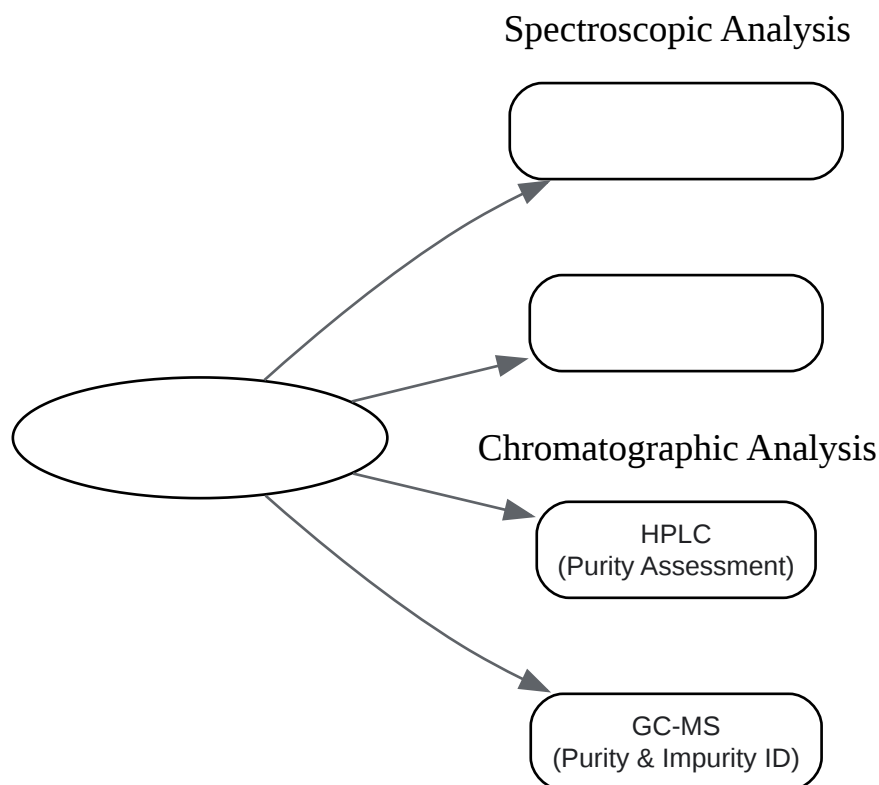 Spectroscopic Analysis
Chromatographic Analysis
HPLC
(Purity Assessment)
GC-MS
(Purity & Impurity ID)